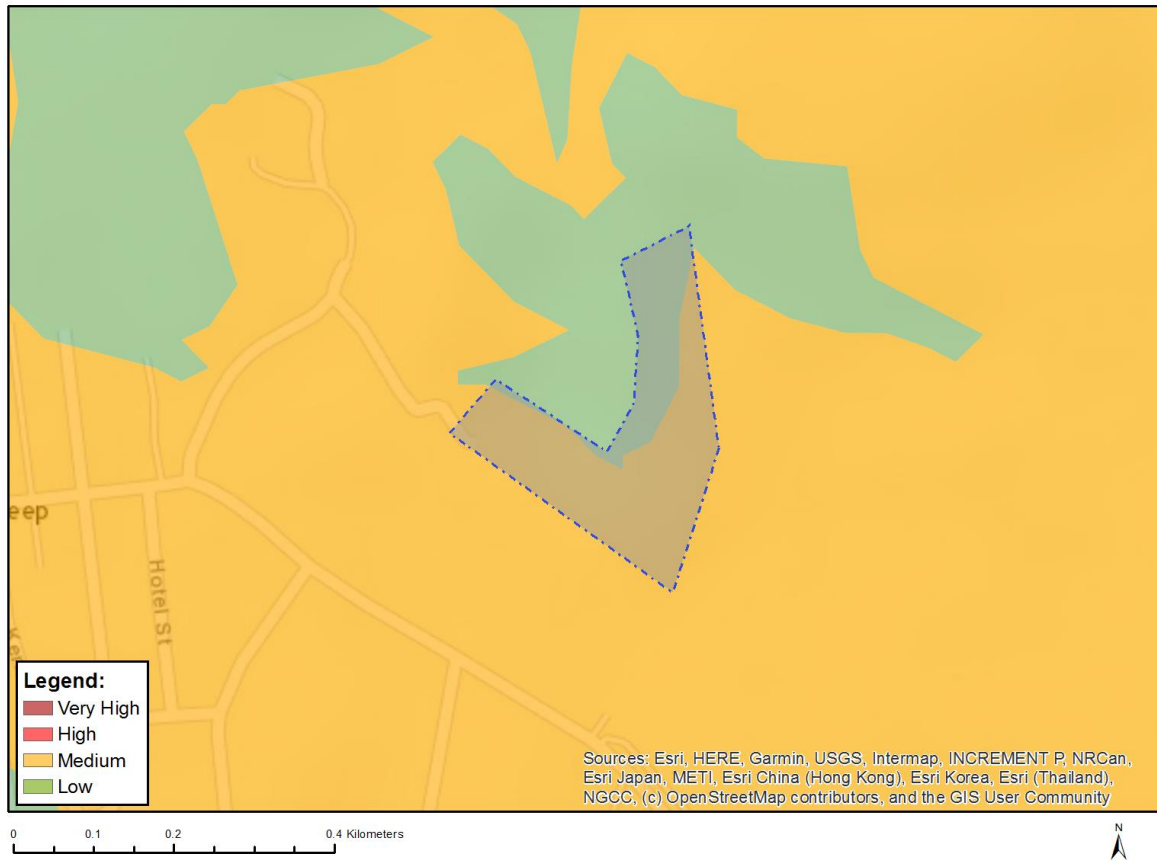 eep
Hotel St
Ker
Legend:
Very High
High
Medium
Low
Sources: Esri, HERE, Garmin, USGS, Intermap, INCREMENT P, NRCan,
Esri Japan, METI, Esri China (Hong Kong), Esri Korea, Esri (Thailand),
NGCC, (c) OpenStreetMap contributors, and the GIS User Community
0 0.1 0.2 0.4 Kilometers
N